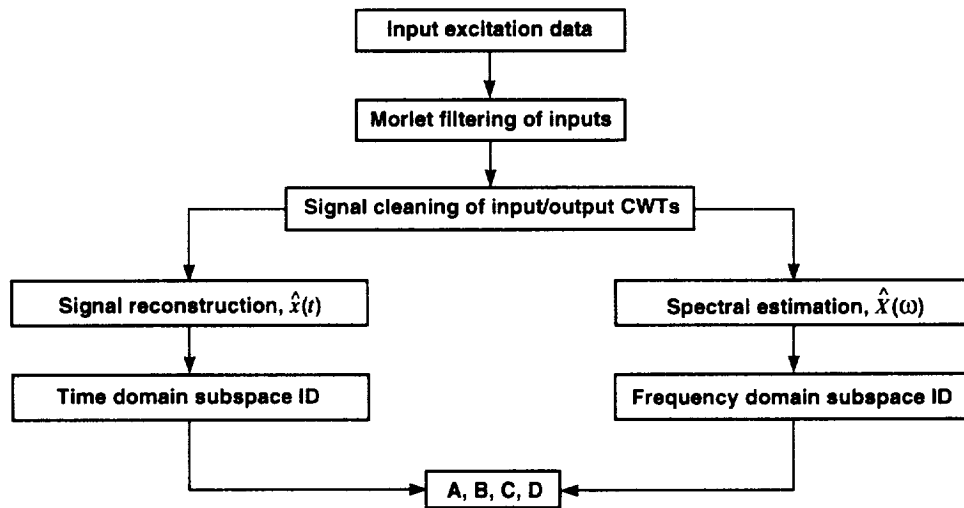 Input excitation data
Morlet filtering of inputs
Signal cleaning of input/output CWTs
Signal reconstruction, x̂(t)
Spectral estimation, X̂(ω)
Time domain subspace ID
Frequency domain subspace ID
A, B, C, D